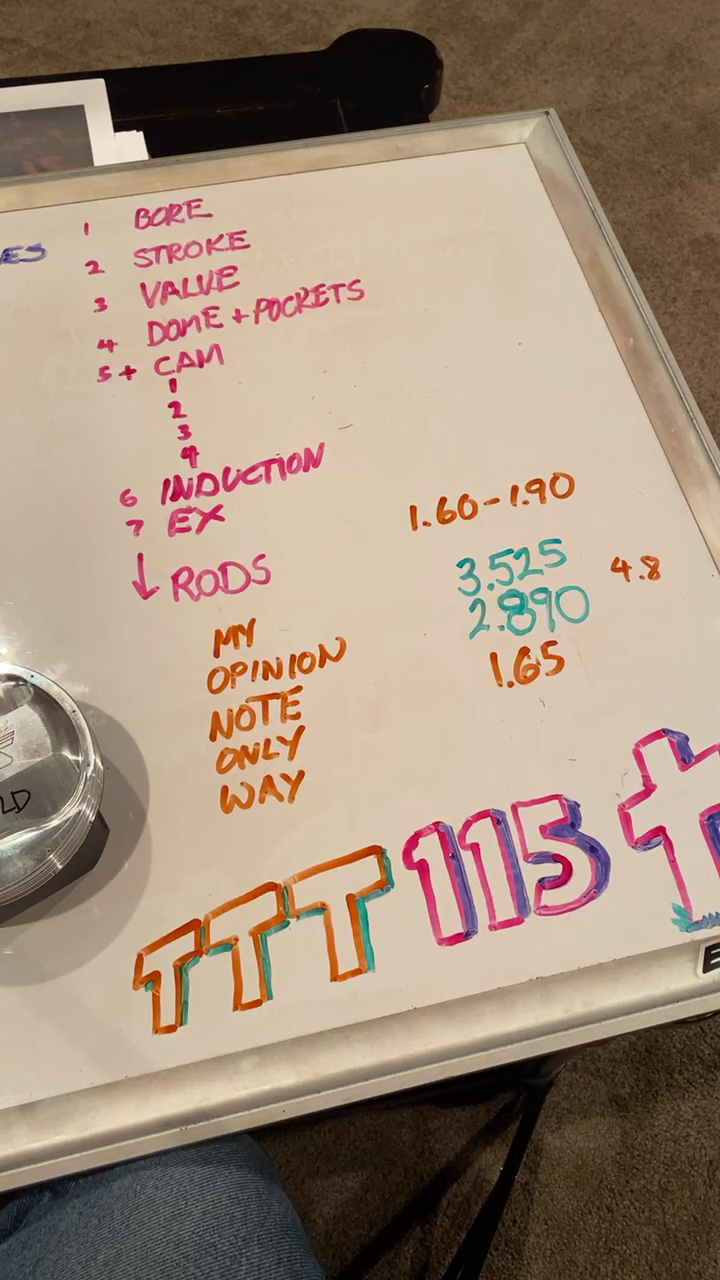 ES
1 BORE
2 STROKE
3 VALVE
4 DOME + POCKETS
5+ CAM
1
2
3
4
6 INDUCTION
7 EX
↓ RODS
1.60-1.90
3.525
4.8
2.890
1.65
MY
OPINION
NOTE
ONLY
WAY
LD
TTT 115